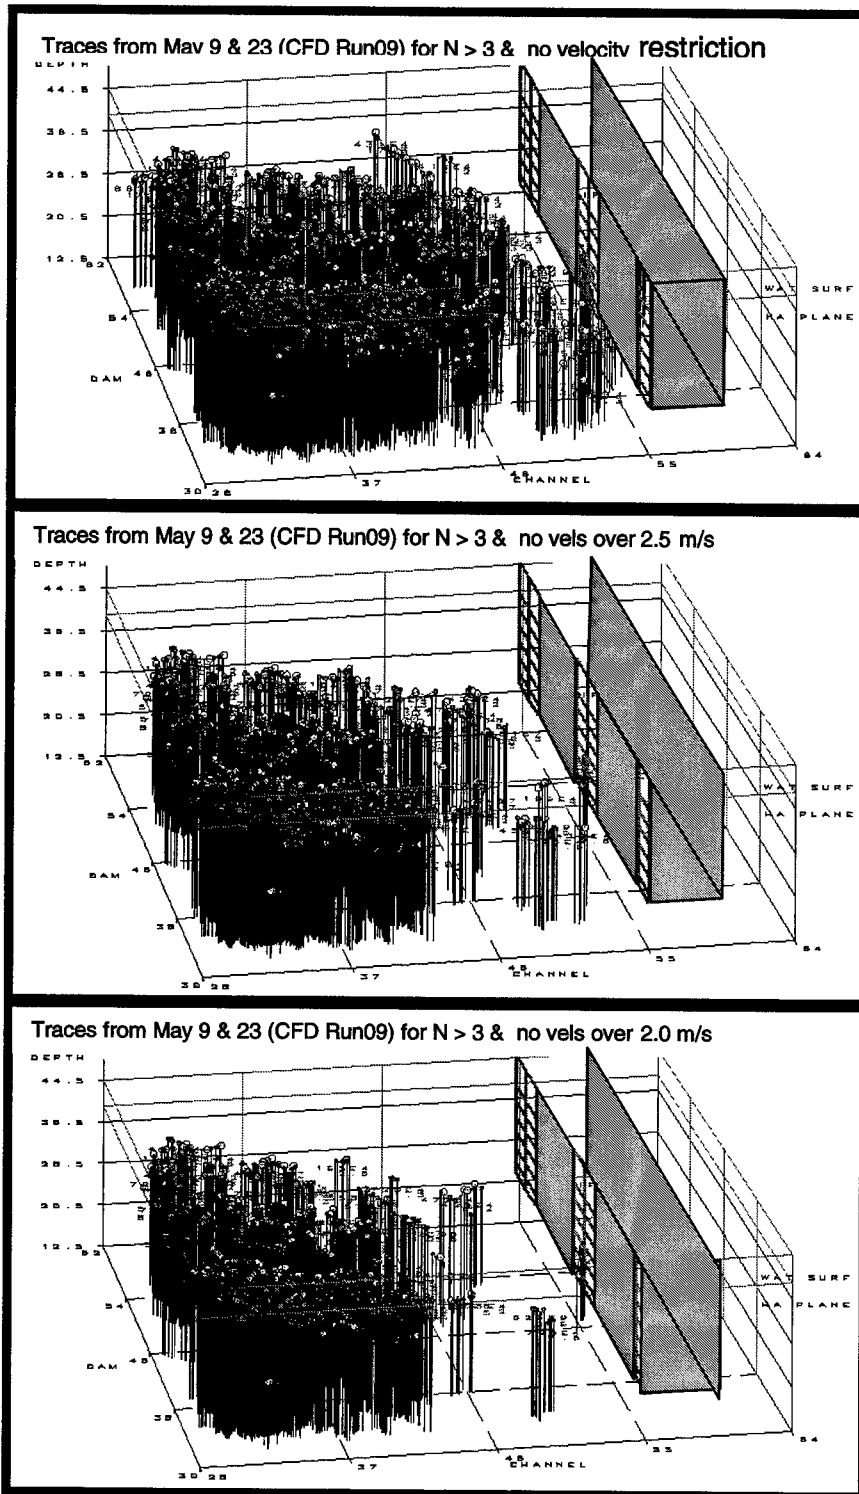 Traces from May 9 & 23 (CFD Run09) for N > 3 & no velocity restriction
DEPTH
44.5
36.5
28.5
20.5
12.5
62
54
46
38
30
DAM
28
37
46
55
64
CHANNEL
WAT SURF
HA PLANE
Traces from May 9 & 23 (CFD Run09) for N > 3 & no vels over 2.5 m/s
DEPTH
44.5
36.5
28.5
20.5
12.5
62
54
46
38
30
DAM
28
37
46
55
64
CHANNEL
WAT SURF
HA PLANE
Traces from May 9 & 23 (CFD Run09) for N > 3 & no vels over 2.0 m/s
DEPTH
44.5
36.5
28.5
20.5
12.5
62
54
46
38
30
DAM
28
37
46
55
64
CHANNEL
WAT SURF
HA PLANE